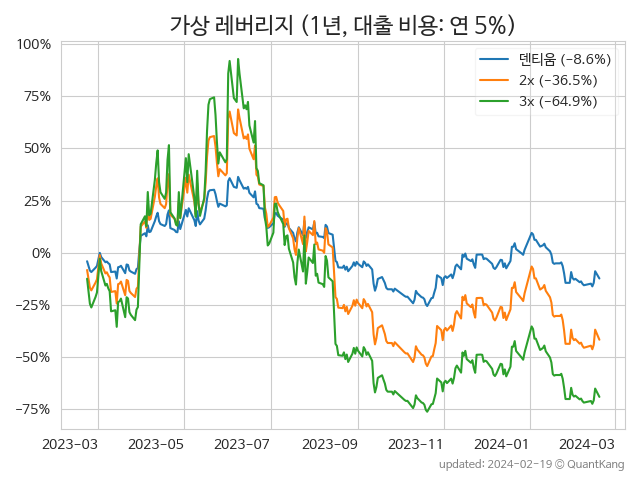 가상 레버리지 (1년, 대출 비용: 연 5%)
덴티움 (−8.6%)
2x (−36.5%)
3x (−64.9%)
100%
75%
50%
25%
0%
−25%
−50%
−75%
2023-03 2023-05 2023-07 2023-09 2023-11 2024-01 2024-03
updated: 2024-02-19 © QuantKang